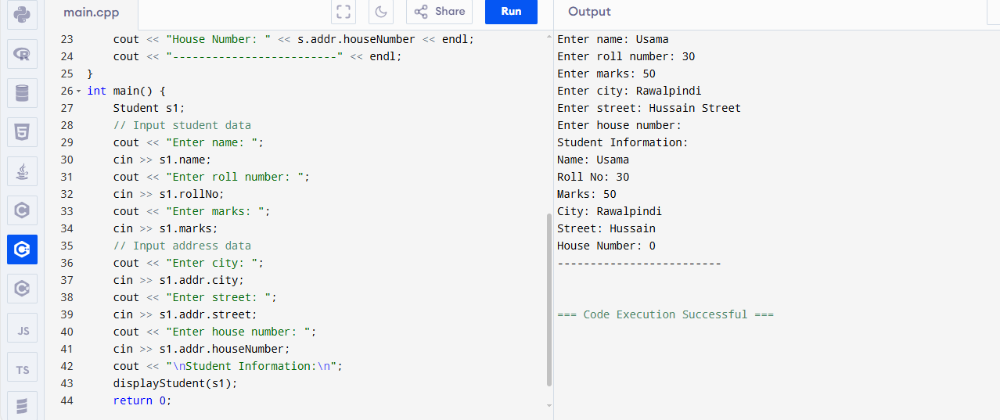 main.cpp
Share
Run
Output
23 cout << "House Number: " << s.addr.houseNumber << endl;
24 cout << "-------------------------" << endl;
25 }
26 int main() {
27 Student s1;
28 // Input student data
29 cout << "Enter name: ";
30 cin >> s1.name;
31 cout << "Enter roll number: ";
32 cin >> s1.rollNo;
33 cout << "Enter marks: ";
34 cin >> s1.marks;
35 // Input address data
36 cout << "Enter city: ";
37 cin >> s1.addr.city;
38 cout << "Enter street: ";
39 cin >> s1.addr.street;
40 cout << "Enter house number: ";
41 cin >> s1.addr.houseNumber;
42 cout << "\nStudent Information:\n";
43 displayStudent(s1);
44 return 0;
Enter name: Usama
Enter roll number: 30
Enter marks: 50
Enter city: Rawalpindi
Enter street: Hussain Street
Enter house number:
Student Information:
Name: Usama
Roll No: 30
Marks: 50
City: Rawalpindi
Street: Hussain
House Number: 0
-------------------------
=== Code Execution Successful ===
R
5
C
C
C
JS
TS